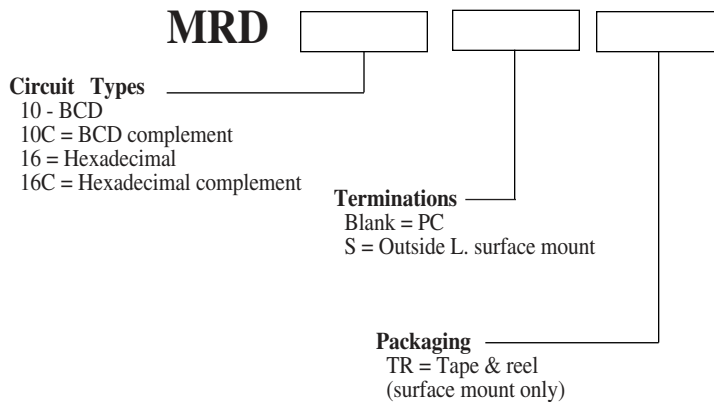 MRD
Circuit Types
10 - BCD
10C = BCD complement
16 = Hexadecimal
16C = Hexadecimal complement
Terminations
Blank = PC
S = Outside L. surface mount
Packaging
TR = Tape & reel
(surface mount only)